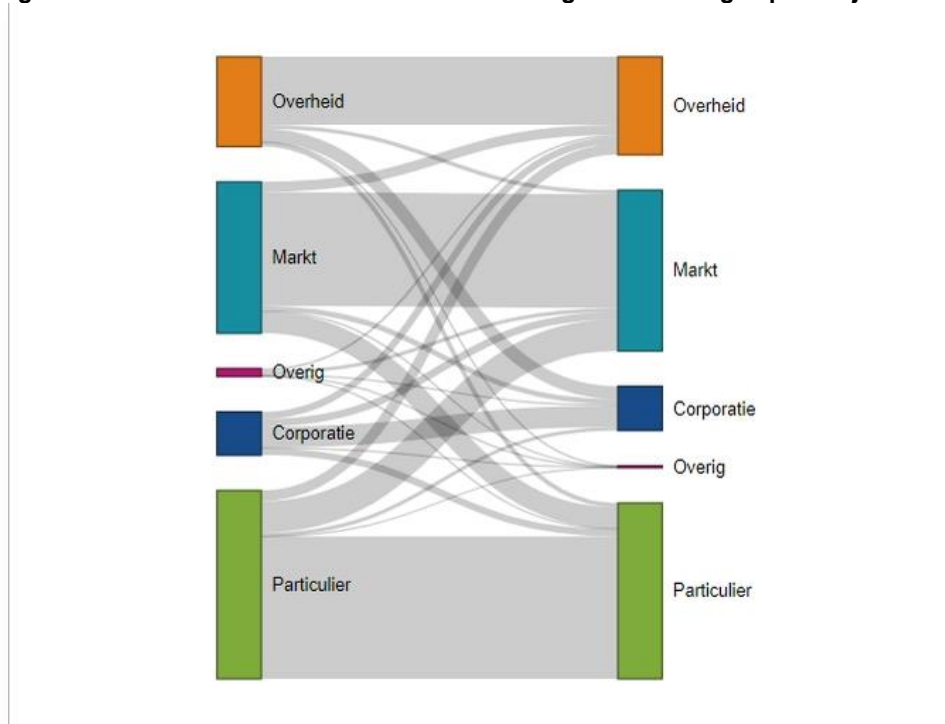 Overheid
Overheid
Markt
Markt
Overig
Corporatie
Corporatie
Overig
Particulier
Particulier